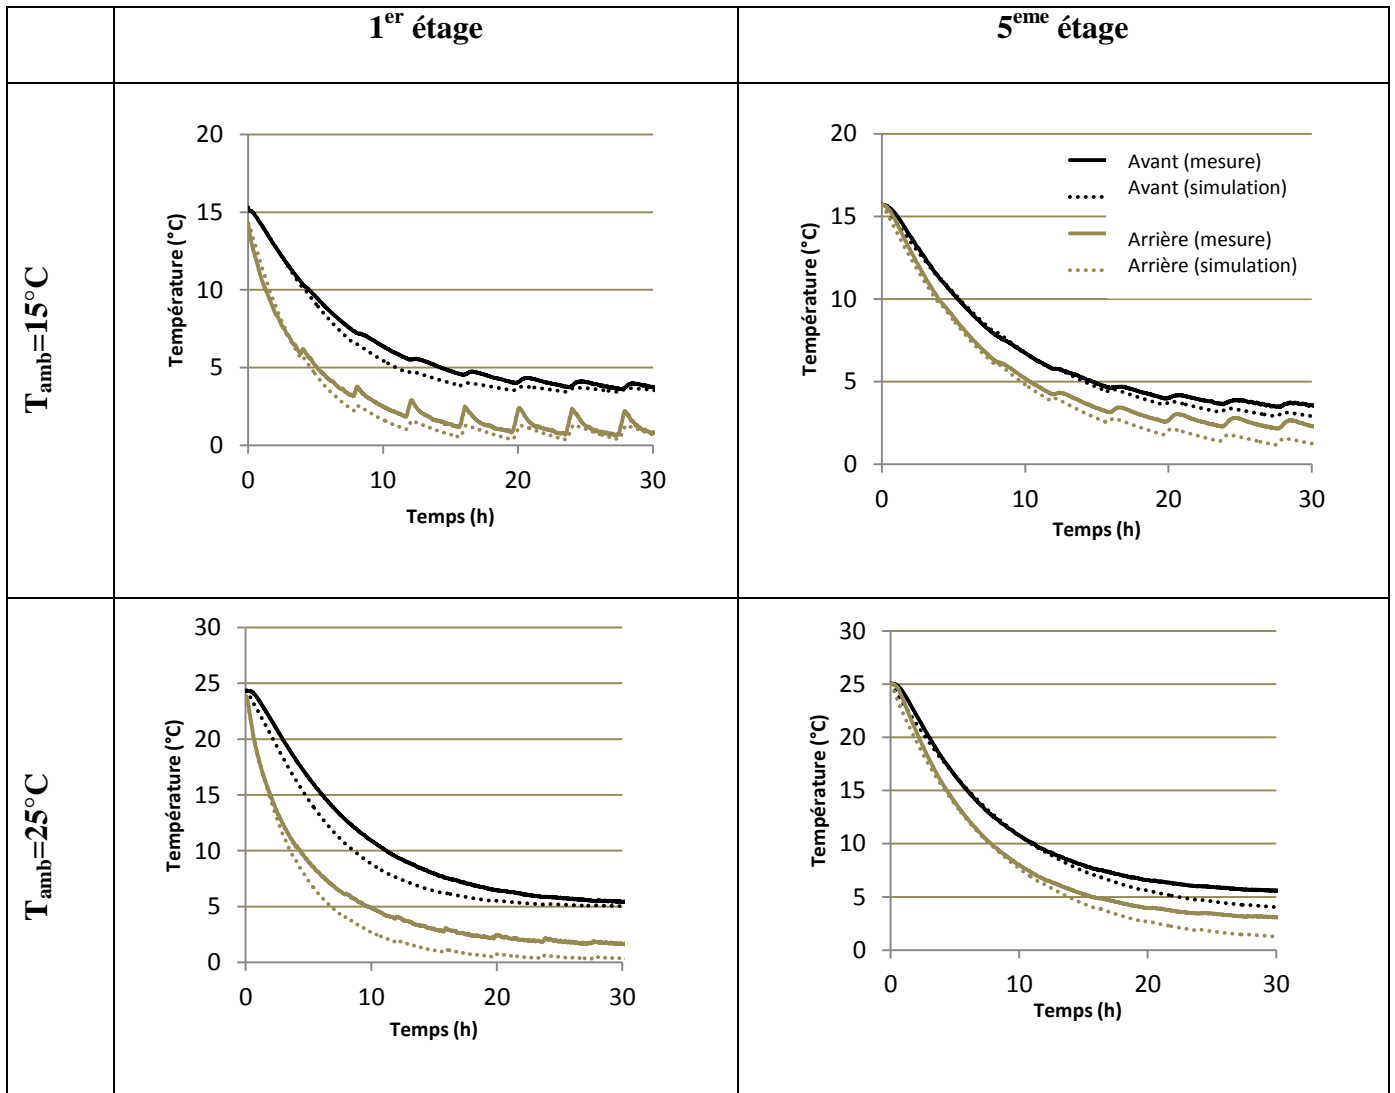 1er étage
5eme étage
Tamb=15°C
20
15
10
5
0
0
10
20
30
Température (°C)
Temps (h)
20
15
10
5
0
0
10
20
30
Température (°C)
Temps (h)
Avant (mesure)
Avant (simulation)
Arrière (mesure)
Arrière (simulation)
Tamb=25°C
30
25
20
15
10
5
0
0
10
20
30
Température (°C)
Temps (h)
30
25
20
15
10
5
0
0
10
20
30
Température (°C)
Temps (h)